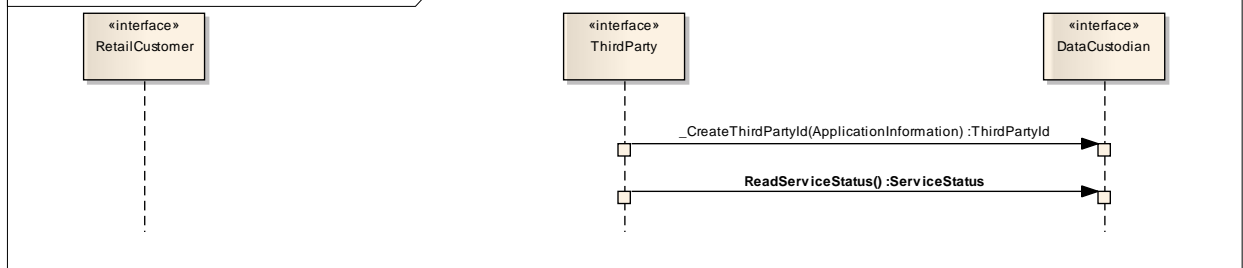 «interface»
RetailCustomer
«interface»
ThirdParty
«interface»
DataCustodian
_CreateThirdPartyId(ApplicationInformation) :ThirdPartyId
ReadServiceStatus() :ServiceStatus